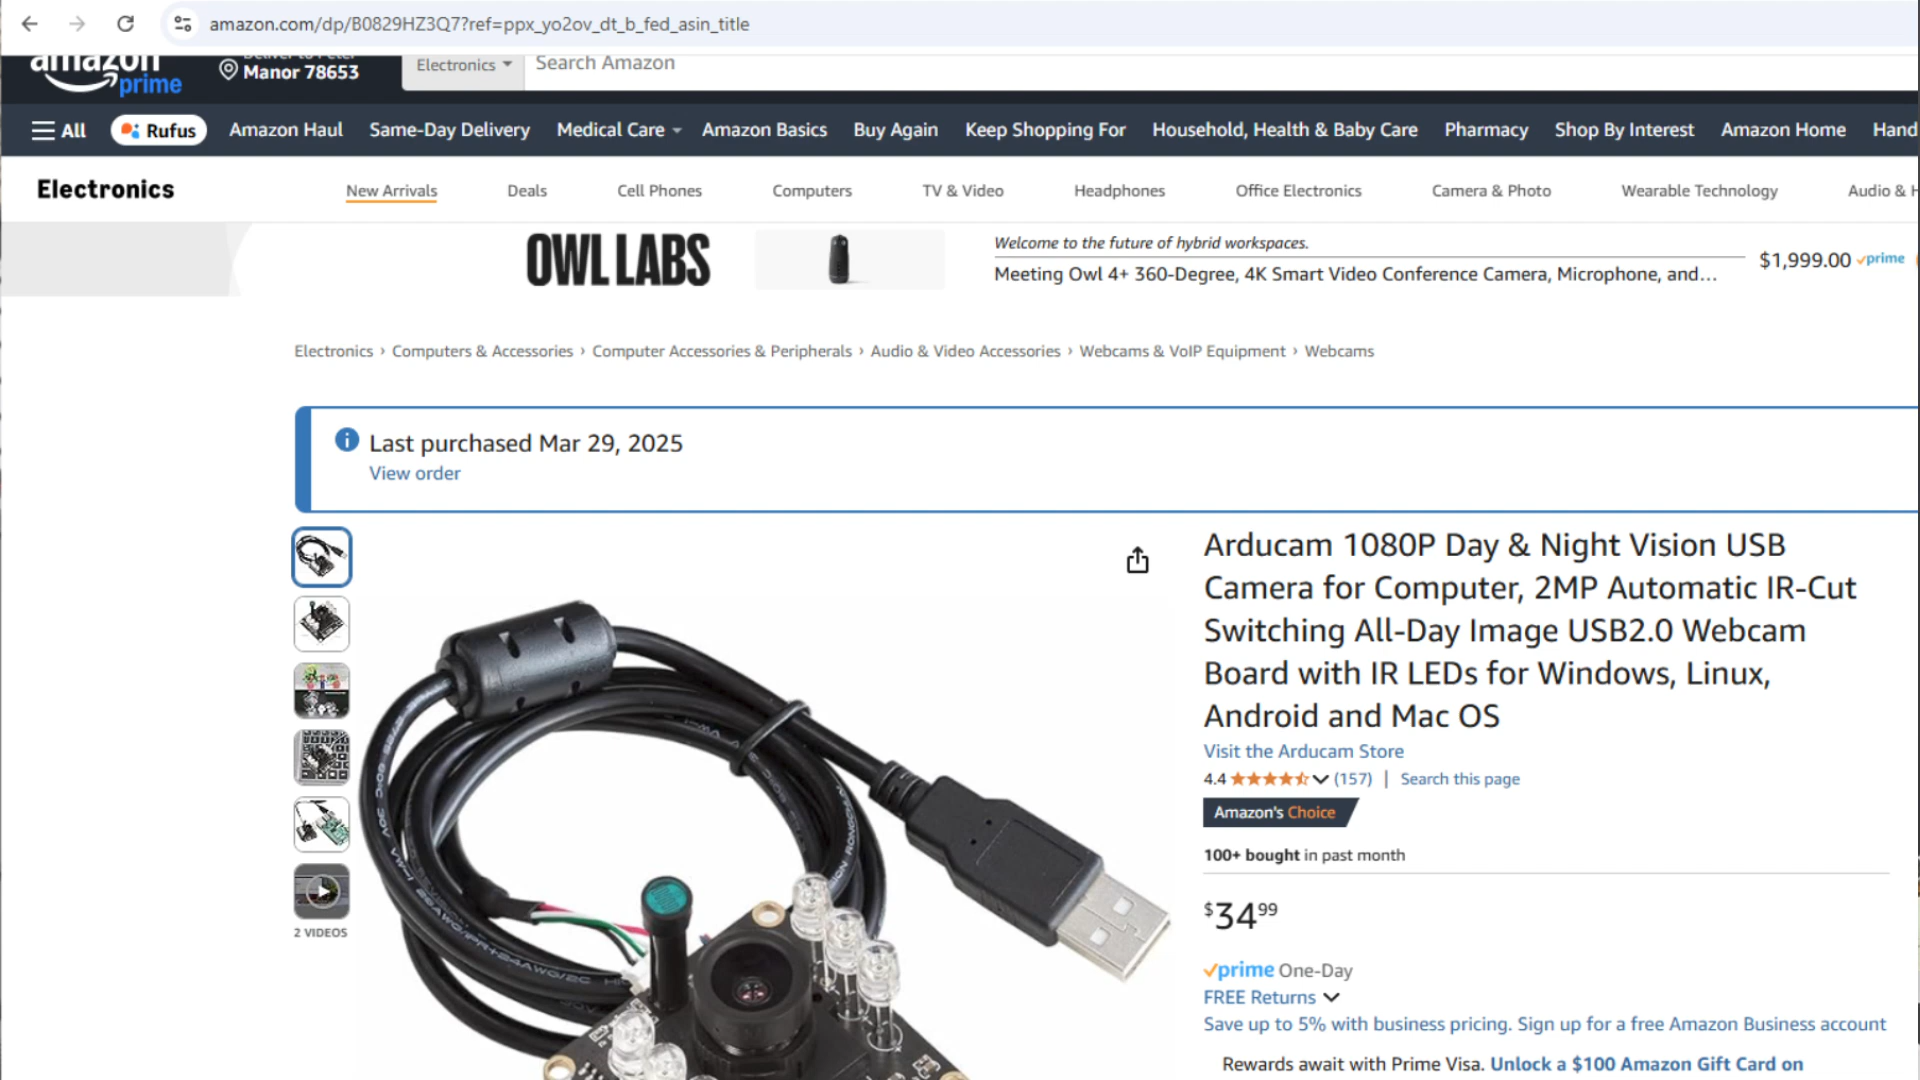 amazon.com/dp/B0829HZ3Q7?ref=ppx_yo2ov_dt_b_fed_asin_title
amazon prime
Deliver to Peter
Manor 78653
Electronics
Search Amazon
All
Rufus
Amazon Haul
Same-Day Delivery
Medical Care
Amazon Basics
Buy Again
Keep Shopping For
Household, Health & Baby Care
Pharmacy
Shop By Interest
Amazon Home
Hand
Electronics
New Arrivals
Deals
Cell Phones
Computers
TV & Video
Headphones
Office Electronics
Camera & Photo
Wearable Technology
Audio & H
OWL LABS
Welcome to the future of hybrid workspaces.
Meeting Owl 4+ 360-Degree, 4K Smart Video Conference Camera, Microphone, and...
$1,999.00 prime
Electronics › Computers & Accessories › Computer Accessories & Peripherals › Audio & Video Accessories › Webcams & VoIP Equipment › Webcams
Last purchased Mar 29, 2025
View order
Arducam 1080P Day & Night Vision USB
Camera for Computer, 2MP Automatic IR-Cut
Switching All-Day Image USB2.0 Webcam
Board with IR LEDs for Windows, Linux,
Android and Mac OS
Visit the Arducam Store
4.4 (157) | Search this page
Amazon's Choice
100+ bought in past month
$34.99
prime One-Day
FREE Returns
Save up to 5% with business pricing. Sign up for a free Amazon Business account
Rewards await with Prime Visa. Unlock a $100 Amazon Gift Card on
2 VIDEOS